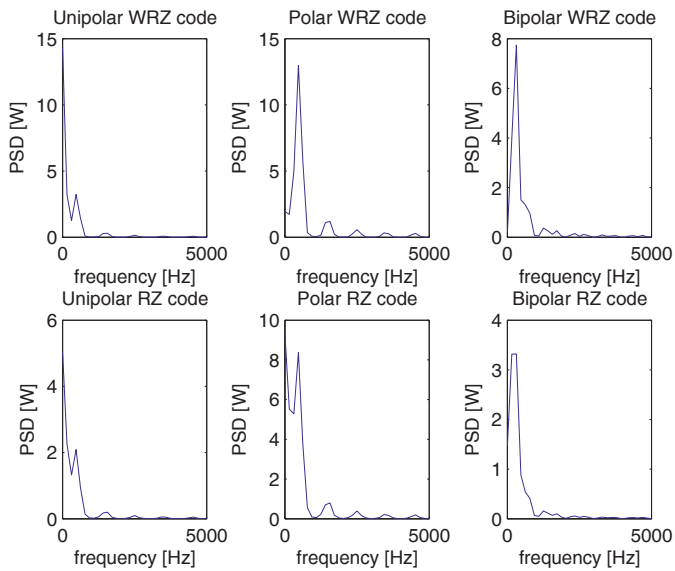 Unipolar WRZ code
Polar WRZ code
Bipolar WRZ code
15
10
5
0
PSD [W]
0
5000
frequency [Hz]
15
10
5
0
PSD [W]
0
5000
frequency [Hz]
8
6
4
2
0
PSD [W]
0
5000
frequency [Hz]
Unipolar RZ code
Polar RZ code
Bipolar RZ code
6
4
2
0
PSD [W]
0
5000
frequency [Hz]
10
8
6
4
2
0
PSD [W]
0
5000
frequency [Hz]
4
3
2
1
0
PSD [W]
0
5000
frequency [Hz]